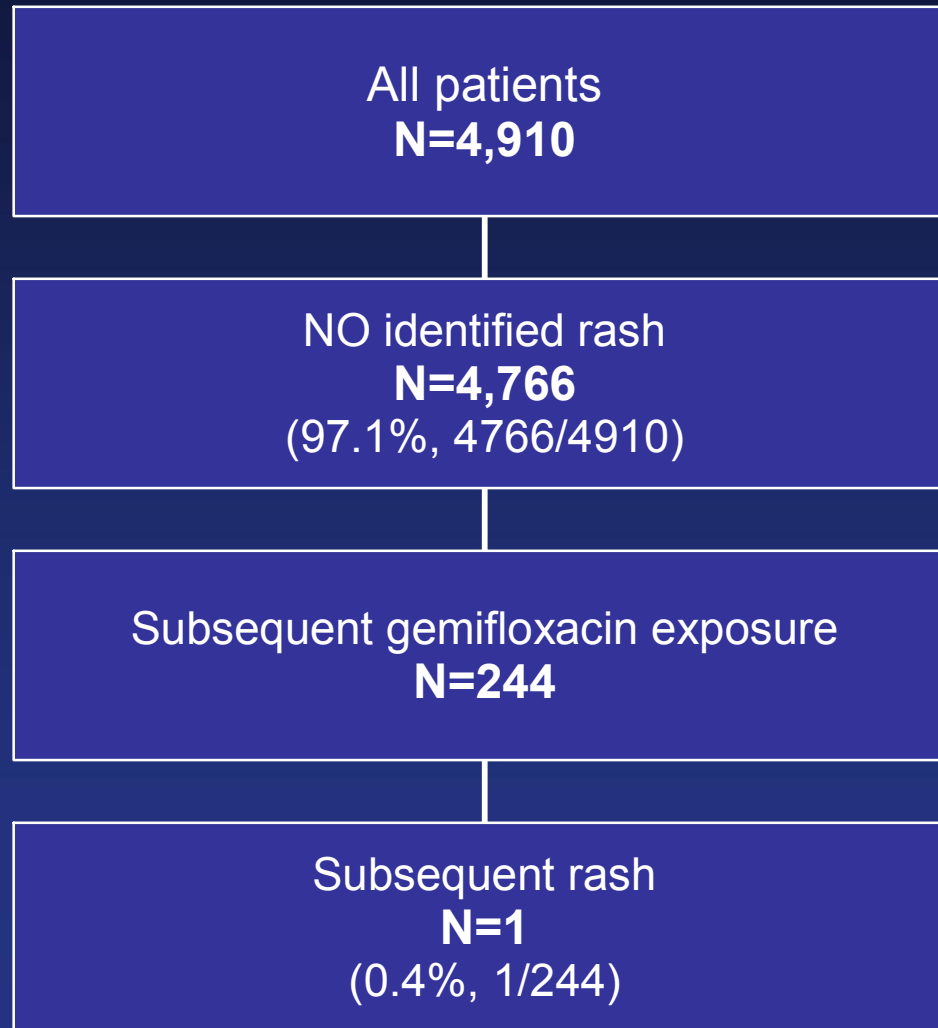 All patients
N=4,910
NO identified rash
N=4,766
(97.1%, 4766/4910)
Subsequent gemifloxacin exposure
N=244
Subsequent rash
N=1
(0.4%, 1/244)